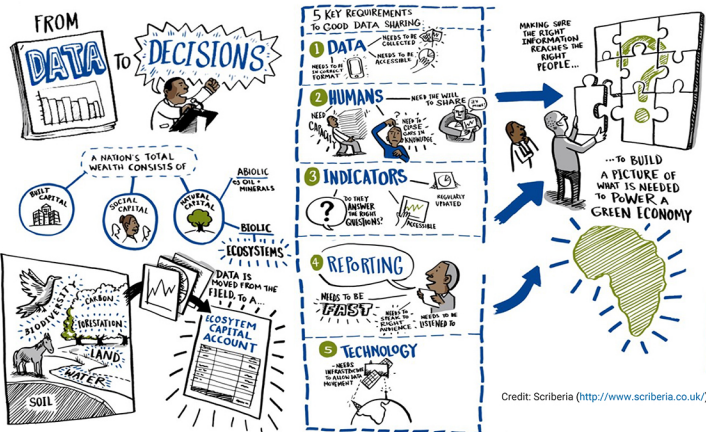 FROM
DATA
TO
DECISIONS
A NATION'S TOTAL
WEALTH CONSISTS OF
BUILT
CAPITAL
SOCIAL
CAPITAL
NATURAL
CAPITAL
ABIOLIC
OIL +
MINERALS
BIOLIC
ECOSYSTEMS
BIODIVERSITY
CARBON
FORESTATION
LAND
WATER
SOIL
DATA IS
MOVED FROM THE
FIELD, TO A...
ECOSYTEM
CAPITAL
ACCOUNT
5 KEY REQUIREMENTS
TO GOOD DATA SHARING
1 DATA
NEEDS TO BE
COLLECTED
NEEDS TO BE
IN CORRECT
FORMAT
NEEDS TO BE
ACCESSIBLE
2 HUMANS
NEED THE WILL
TO SHARE
NEED
CAPACITY
NEED TO
CLOSE
GAPS IN
KNOWLEDGE
3 INDICATORS
REGULARLY
UPDATED
?
DO THEY
ANSWER
THE RIGHT
QUESTIONS?
ACCESSIBLE
4 REPORTING
NEEDS TO BE
FAST
NEEDS TO
SPEAK TO
RIGHT
AUDIENCE
NEEDS TO BE
LISTENED TO
5 TECHNOLOGY
NEEDS
INFRASTRUCTURE
TO ALLOW DATA
MOVEMENT
MAKING SURE
THE RIGHT
INFORMATION
REACHES THE
RIGHT
PEOPLE...
?
...TO BUILD
A PICTURE OF
WHAT IS NEEDED
TO POWER A
GREEN ECONOMY
Credit: Scriberia (http://www.scriberia.co.uk/)